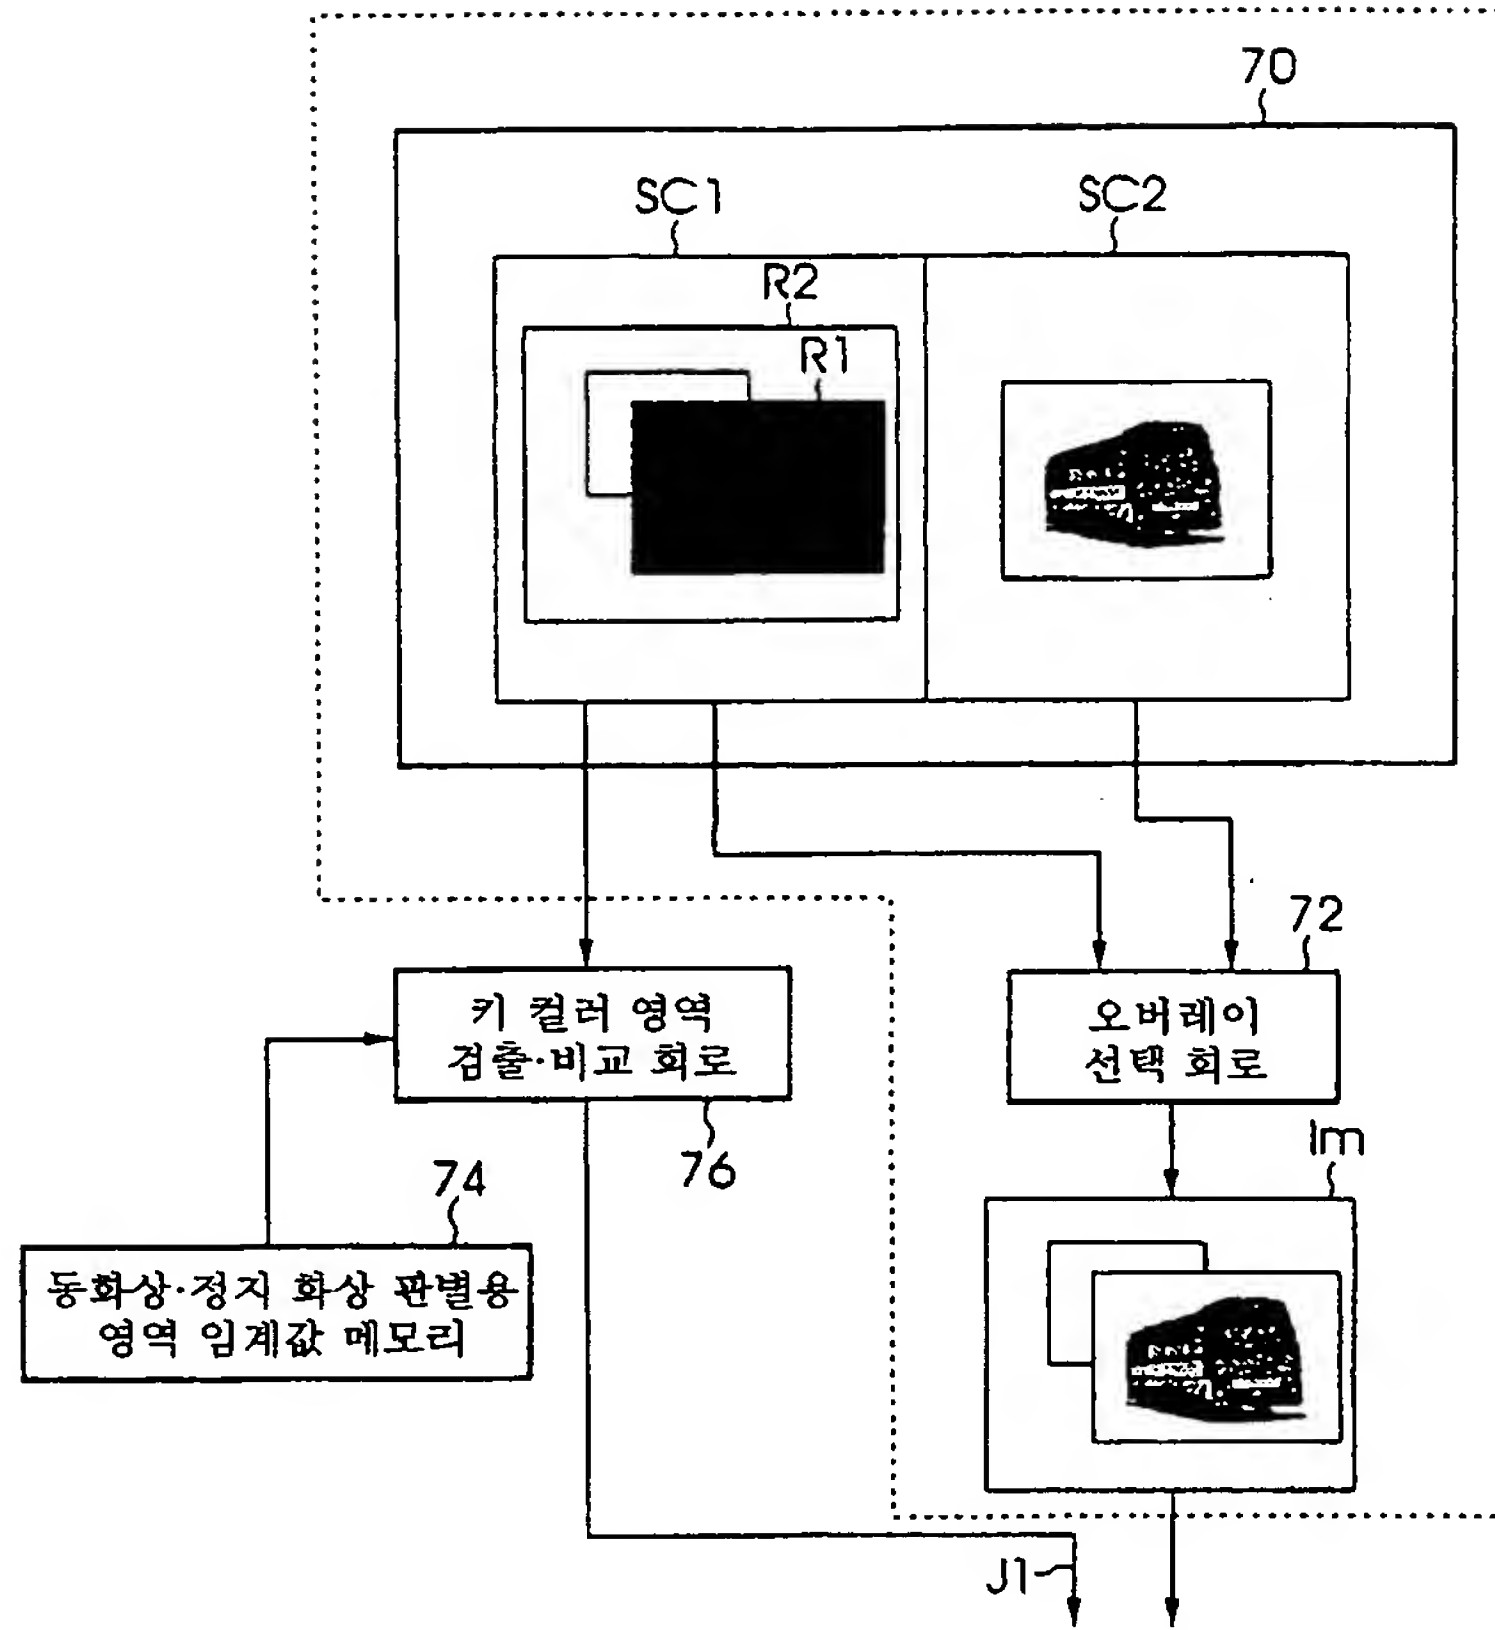 70
SC1
SC2
R2
R1
72
키 컬러 영역
검출·비교 회로
오버레이
선택 회로
76
Im
74
동화상·정지 화상 판별용
영역 임계값 메모리
J1